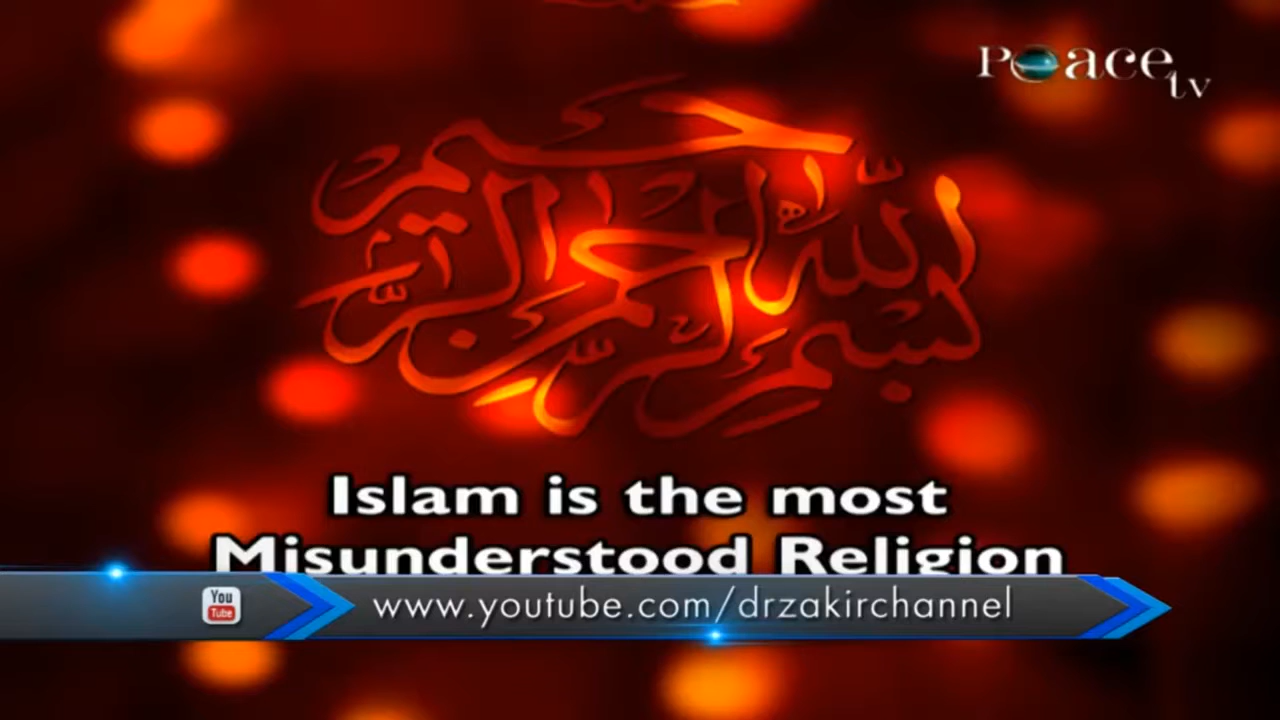 Peace tv
بسم الله الرحمن الرحيم
Islam is the most
Misunderstood Religion
You
Tube
www.youtube.com/drzakirchannel